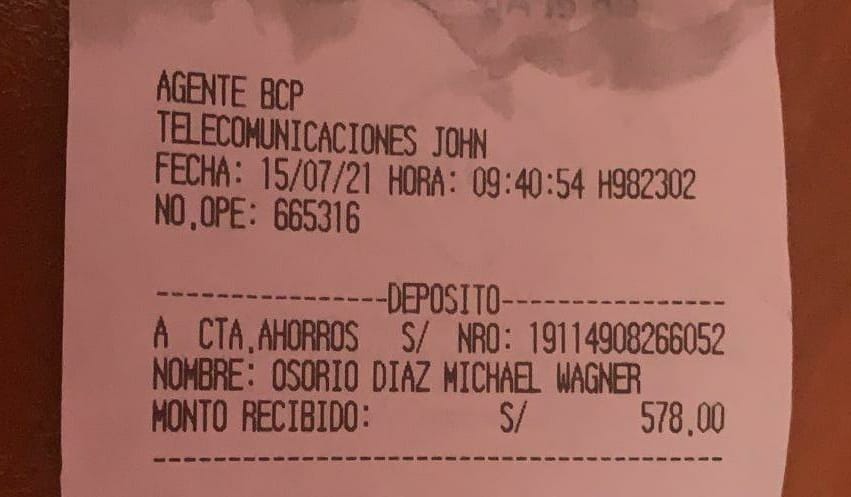 AGENTE BCP
TELECOMUNICACIONES JOHN
FECHA: 15/07/21 HORA: 09:40:54 H982302
NO.OPE: 665316
----------------DEPOSITO----------------
A CTA.AHORROS S/ NRO: 19114908266052
NOMBRE: OSORIO DIAZ MICHAEL WAGNER
MONTO RECIBIDO: S/ 578.00
----------------------------------------